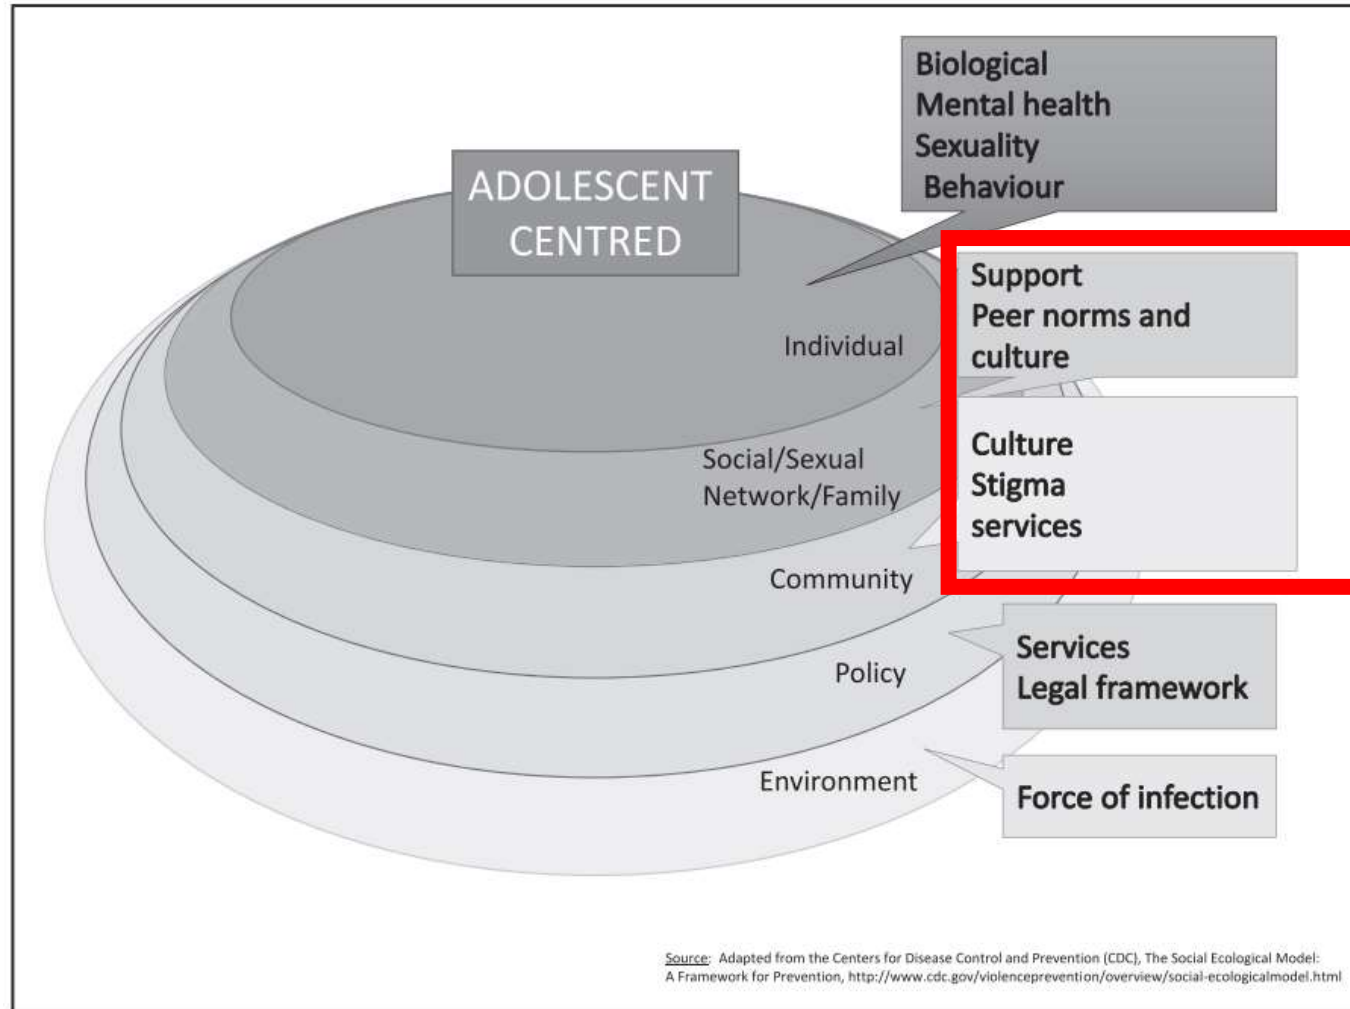 Biological
Mental health
Sexuality
Behaviour
ADOLESCENT
CENTRED
Support
Peer norms and
culture
Individual
Culture
Stigma
services
Social/Sexual
Network/Family
Community
Services
Legal framework
Policy
Environment
Force of infection
Source: Adapted from the Centers for Disease Control and Prevention (CDC), The Social Ecological Model:
A Framework for Prevention, http://www.cdc.gov/violenceprevention/overview/social-ecologicalmodel.html